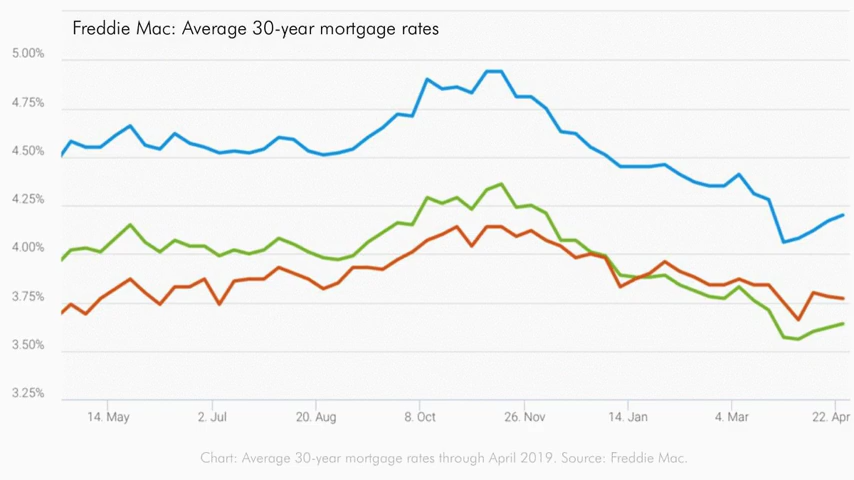 Freddie Mac: Average 30-year mortgage rates
5.00%
4.75%
4.50%
4.25%
4.00%
3.75%
3.50%
3.25%
14. May 2. Jul 20. Aug 8. Oct 26. Nov 14. Jan 4. Mar 22. Apr
Chart: Average 30-year mortgage rates through April 2019. Source: Freddie Mac.